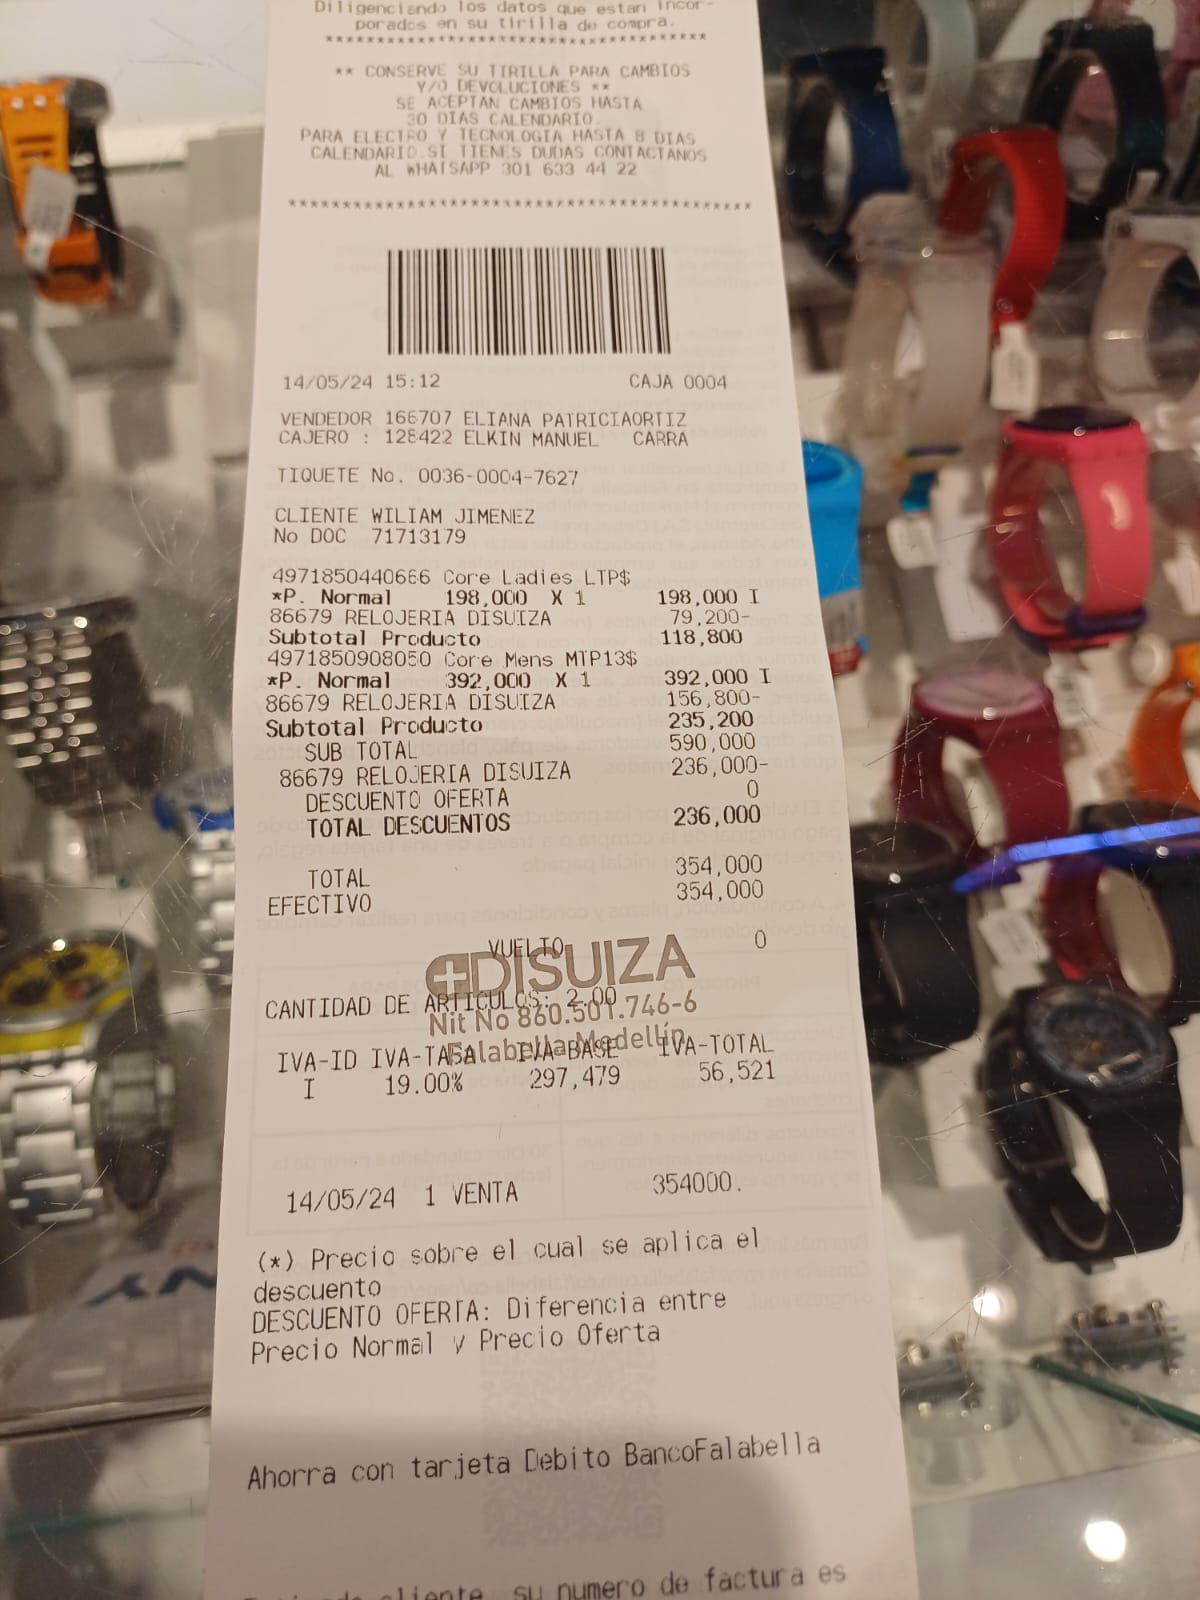 Diligenciando los datos que estan incor-
porados en su tirilla de compra.
*******************************************
** CONSERVE SU TIRILLA PARA CAMBIOS
Y/O DEVOLUCIONES **
SE ACEPTAN CAMBIOS HASTA
30 DIAS CALENDARIO.
PARA ELECTRO Y TECNOLOGIA HASTA 8 DIAS
CALENDARIO.SI TIENES DUDAS CONTACTANOS
AL WHATSAPP 301 633 44 22
*******************************************
14/05/24 15:12 CAJA 0004
VENDEDOR 166707 ELIANA PATRICIAORTIZ
CAJERO : 128422 ELKIN MANUEL CARRA
TIQUETE No. 0036-0004-7627
CLIENTE WILIAM JIMENEZ
No DOC 71713179
4971850440666 Core Ladies LTP$
*P. Normal 198,000 X 1 198,000 I
86679 RELOJERIA DISUIZA 79,200-
Subtotal Producto 118,800
4971850908050 Core Mens MTP13$
*P. Normal 392,000 X 1 392,000 I
86679 RELOJERIA DISUIZA 156,800-
Subtotal Producto 235,200
SUB TOTAL 590,000
86679 RELOJERIA DISUIZA 236,000-
DESCUENTO OFERTA 0
TOTAL DESCUENTOS 236,000
TOTAL 354,000
EFECTIVO 354,000
VUELTO 0
DISUIZA
CANTIDAD DE ARTICULOS: 2.00
Nit No 860.501.746-6
Falabella Medellín
IVA-ID IVA-TASA IVA-BASE IVA-TOTAL
I 19.00% 297,479 56,521
14/05/24 1 VENTA 354000.
(*) Precio sobre el cual se aplica el
descuento
DESCUENTO OFERTA: Diferencia entre
Precio Normal y Precio Oferta
Ahorra con tarjeta Debito BancoFalabella
cliente su numero de factura es